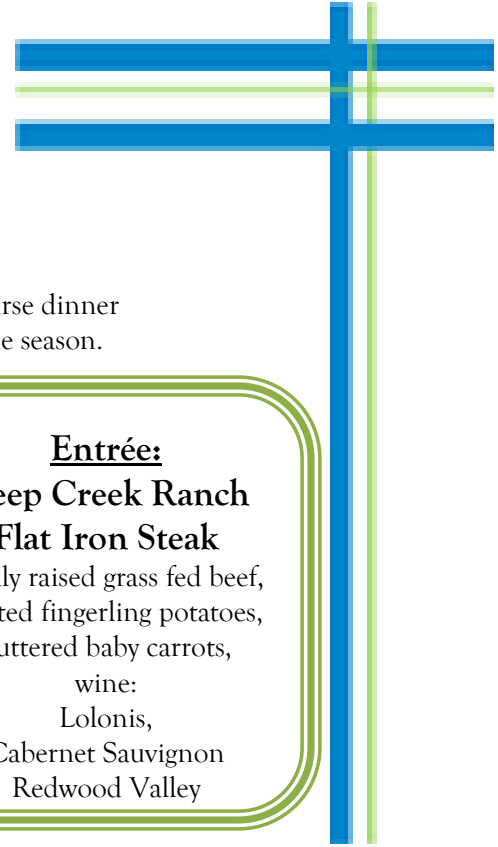 rse dinner
e season.
Entrée:
eep Creek Ranch
Flat Iron Steak
ly raised grass fed beef,
ted fingerling potatoes,
uttered baby carrots,
wine:
Lolonis,
Cabernet Sauvignon
Redwood Valley